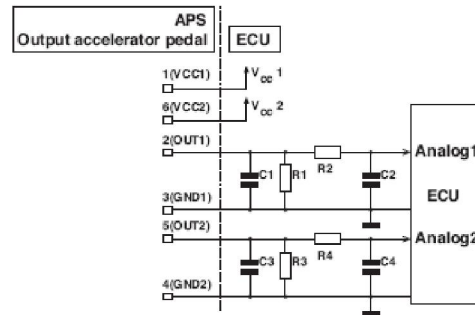 APS
Output accelerator pedal
ECU
1(VCC1)
Vcc 1
6(VCC2)
Vcc 2
2(OUT1)
Analog1
R2
C1
R1
C2
3(GND1)
ECU
5(OUT2)
Analog2
R4
C3
R3
C4
4(GND2)